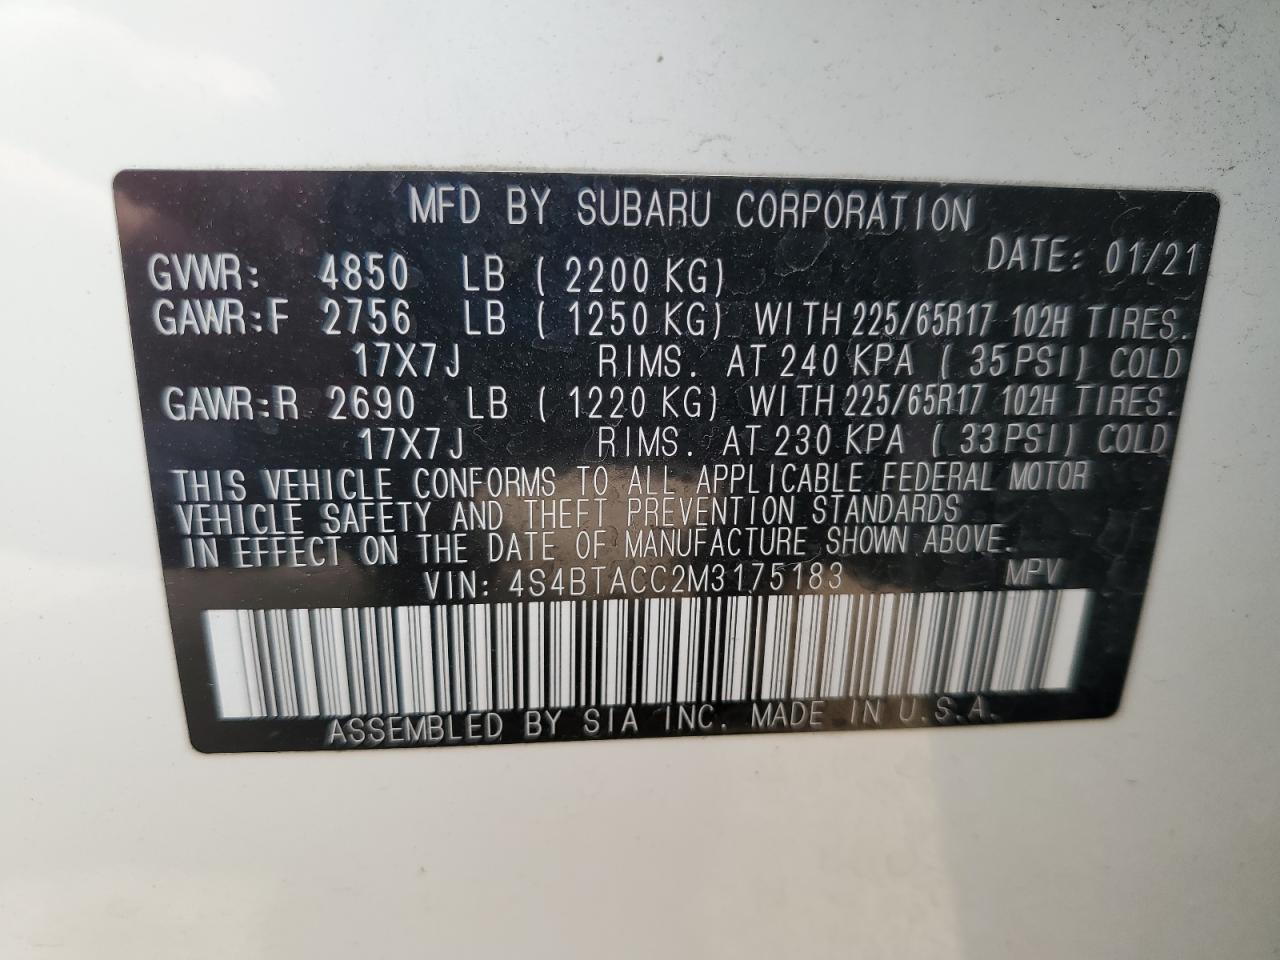 MFD BY SUBARU CORPORATION
DATE: 01/21
GVWR: 4850 LB ( 2200 KG)
GAWR:F 2756 LB ( 1250 KG) WITH 225/65R17 102H TIRES.
17X7J RIMS. AT 240 KPA ( 35 PSI) COLD
GAWR:R 2690 LB ( 1220 KG) WITH 225/65R17 102H TIRES.
17X7J RIMS. AT 230 KPA ( 33 PSI) COLD
THIS VEHICLE CONFORMS TO ALL APPLICABLE FEDERAL MOTOR
VEHICLE SAFETY AND THEFT PREVENTION STANDARDS
IN EFFECT ON THE DATE OF MANUFACTURE SHOWN ABOVE.
VIN: 4S4BTACC2M3175183 MPV
ASSEMBLED BY SIA INC. MADE IN U.S.A.